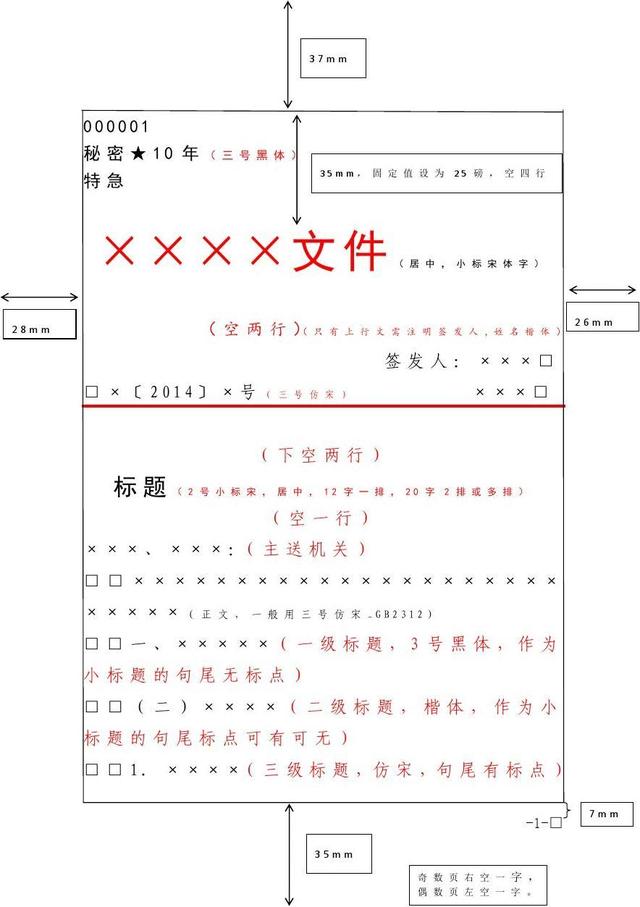 37mm
000001
秘密★10年（三号黑体）
特急
35mm，固定值设为 25 磅，空四行
××××文件（居中，小标宋体字）
28mm
26mm
（空两行）（只有上行文需注明签发人，姓名楷体）
签发人：×××□
□×〔2014〕×号（三号仿宋） ×××□
（下空两行）
标题（2号小标宋，居中，12字一排，20字 2排或多排）
（空一行）
×××、×××：（主送机关）
□□××××××××××××××××××
×××××（正文，一般用三号仿宋_GB2312）
□□一、×××××（一级标题，3号黑体，作为
小标题的句尾无标点）
□□（二）××××（二级标题，楷体，作为小
标题的句尾标点可有可无）
□□1. ××××（三级标题，仿宋，句尾有标点）
7mm
-1-□
35mm
奇数页右空一字，
偶数页左空一字。